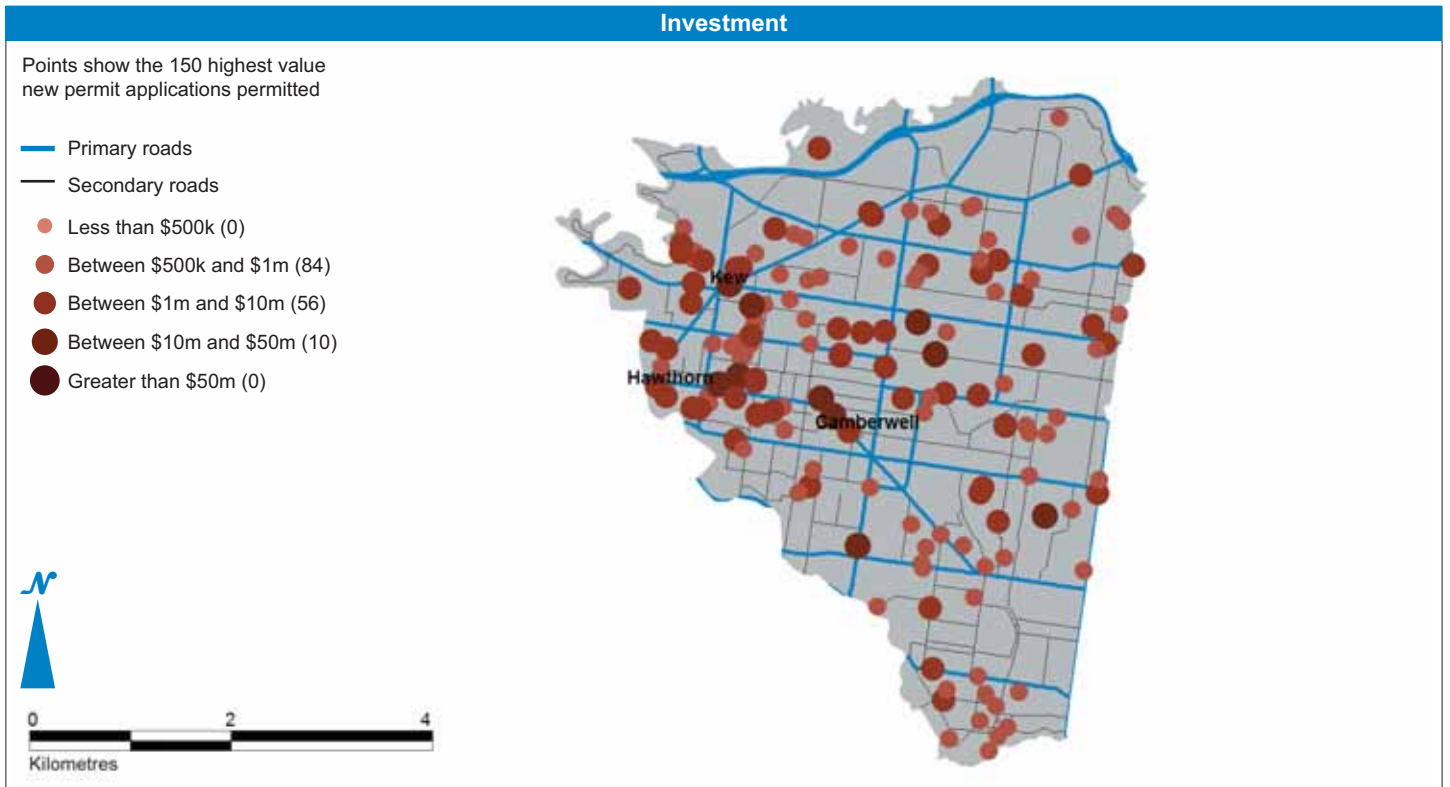 Investment
Points show the 150 highest value
new permit applications permitted
Primary roads
Secondary roads
Less than $500k (0)
Between $500k and $1m (84)
Between $1m and $10m (56)
Between $10m and $50m (10)
Greater than $50m (0)
Kew
Hawthorn
Camberwell
N
0 2 4
Kilometres